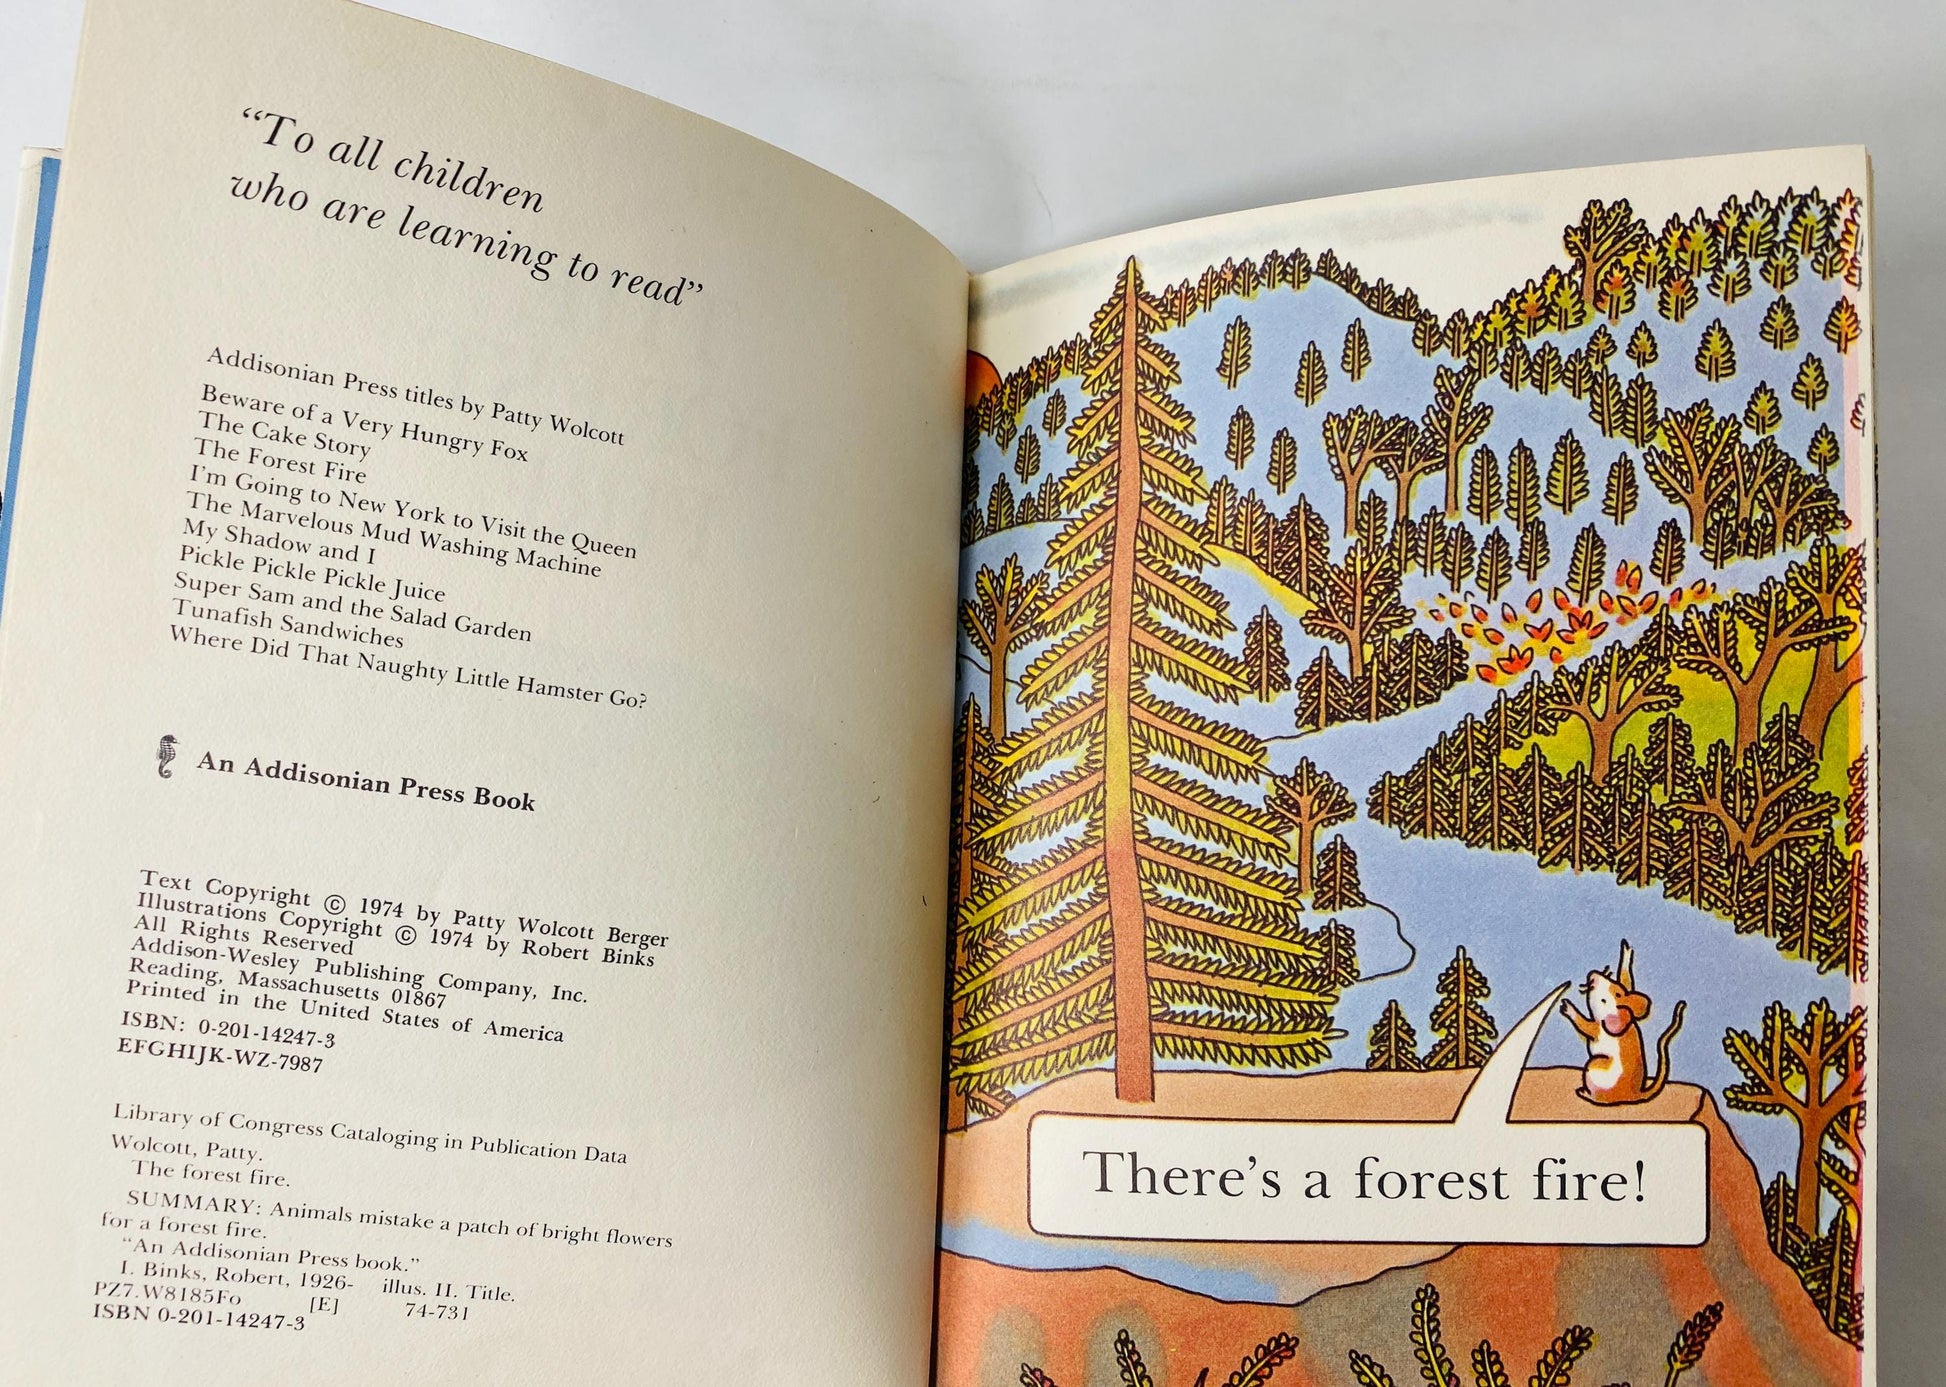 “To all children
who are learning to read”
Addisonian Press titles by Patty Wolcott
Beware of a Very Hungry Fox
The Cake Story
The Forest Fire
I'm Going to New York to Visit the Queen
The Marvelous Mud Washing Machine
My Shadow and I
Pickle Pickle Pickle Juice
Super Sam and the Salad Garden
Tunafish Sandwiches
Where Did That Naughty Little Hamster Go?
An Addisonian Press Book
Text Copyright © 1974 by Patty Wolcott Berger
Illustrations Copyright © 1974 by Robert Binks
All Rights Reserved
Addison-Wesley Publishing Company, Inc.
Reading, Massachusetts 01867
Printed in the United States of America
ISBN: 0-201-14247-3
EFGHIJK-WZ-7987
Library of Congress Cataloging in Publication Data
Wolcott, Patty.
The forest fire.
SUMMARY: Animals mistake a patch of bright flowers
for a forest fire.
“An Addisonian Press book.”
I. Binks, Robert, 1926- illus. II. Title.
PZ7.W8185Fo [E] 74-731
ISBN 0-201-14247-3
There's a forest fire!